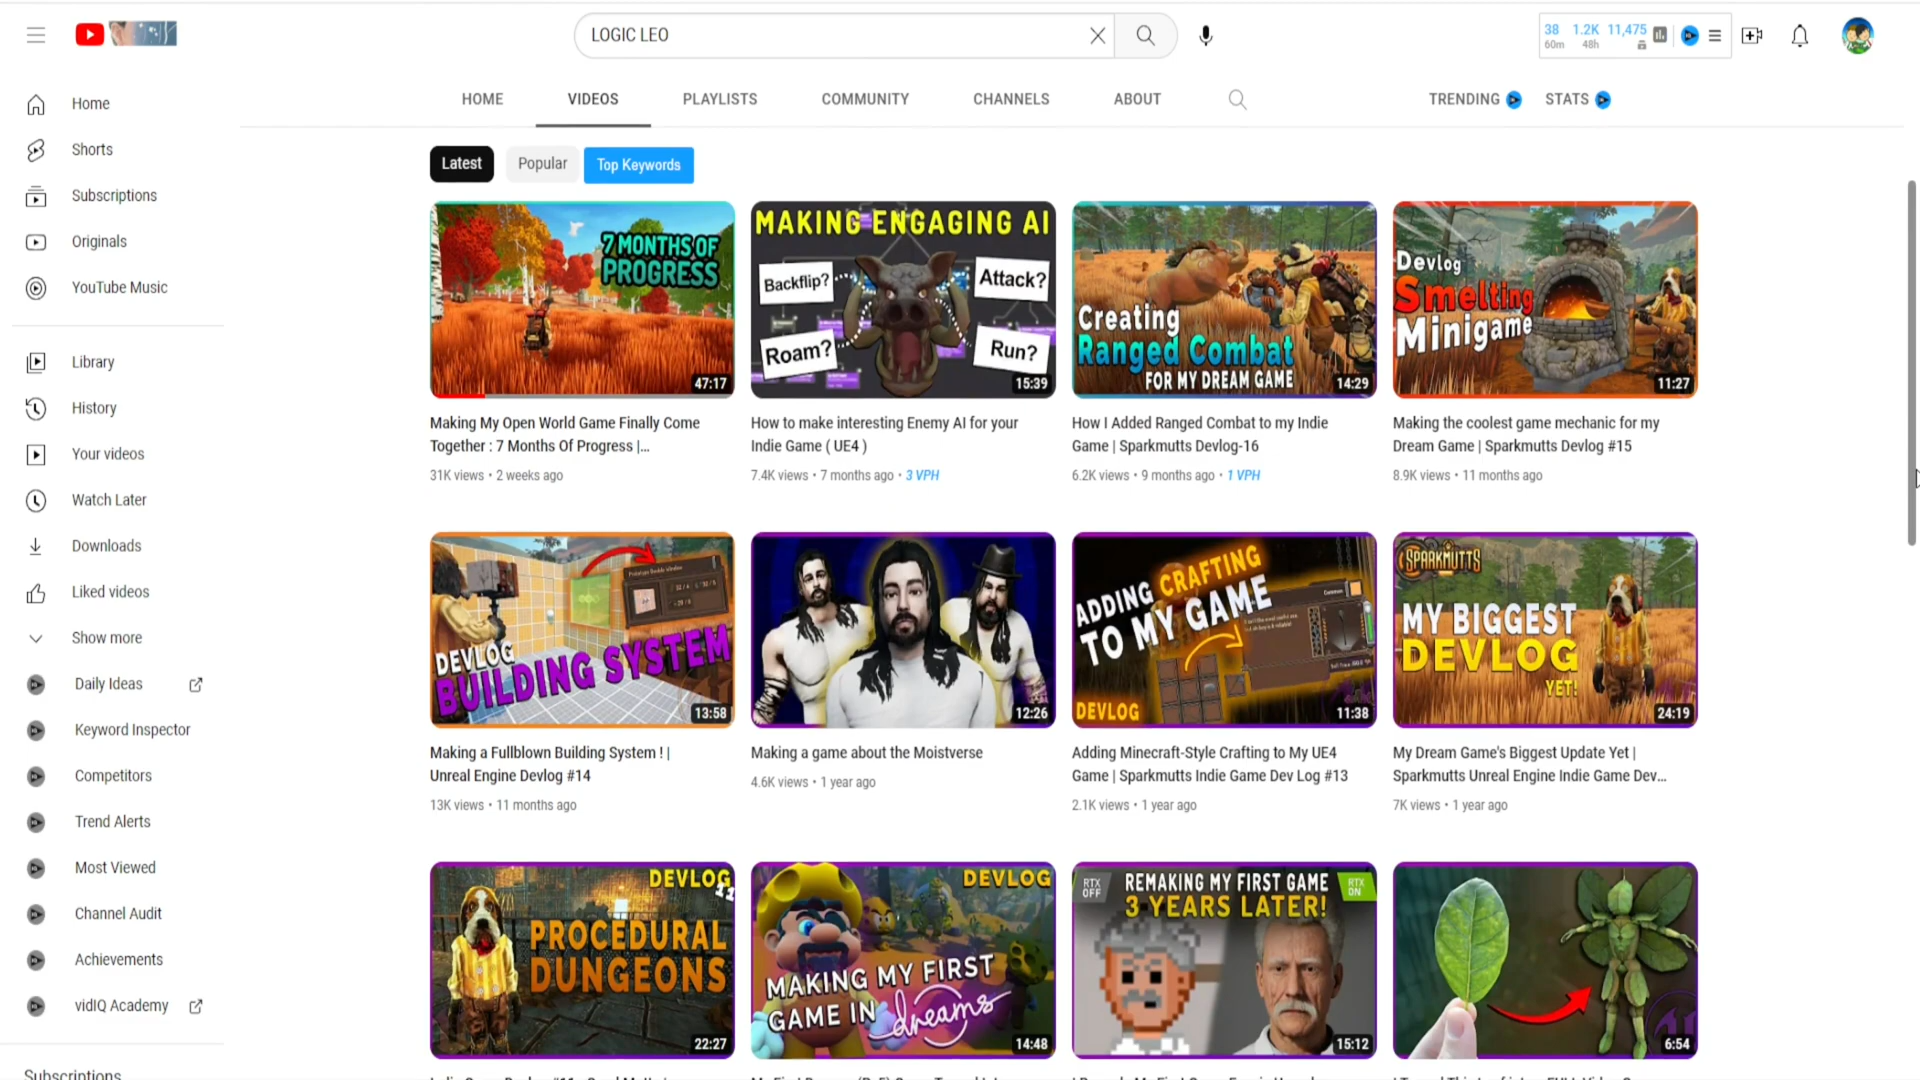 LOGIC LEO
38 1.2K 11,475
60m 48h
HOME VIDEOS PLAYLISTS COMMUNITY CHANNELS ABOUT TRENDING STATS
Home
Shorts
Subscriptions
Originals
YouTube Music
Library
History
Your videos
Watch Later
Downloads
Liked videos
Show more
Daily Ideas
Keyword Inspector
Competitors
Trend Alerts
Most Viewed
Channel Audit
Achievements
vidIQ Academy
Subscriptions
Latest Popular Top Keywords
7 MONTHS OF
PROGRESS
47:17
Making My Open World Game Finally Come
Together : 7 Months Of Progress |...
31K views • 2 weeks ago
MAKING ENGAGING AI
Backflip? Attack?
Roam? Run?
15:39
How to make interesting Enemy AI for your
Indie Game ( UE4 )
7.4K views • 7 months ago • 3 VPH
Creating
Ranged Combat
FOR MY DREAM GAME
14:29
How I Added Ranged Combat to my Indie
Game | Sparkmutts Devlog-16
6.2K views • 9 months ago • 1 VPH
Devlog
Smelting
Minigame
11:27
Making the coolest game mechanic for my
Dream Game | Sparkmutts Devlog #15
8.9K views • 11 months ago
DEVLOG
BUILDING SYSTEM
13:58
Making a Fullblown Building System ! |
Unreal Engine Devlog #14
13K views • 11 months ago
12:26
Making a game about the Moistverse
4.6K views • 1 year ago
ADDING CRAFTING
TO MY GAME
DEVLOG
11:38
Adding Minecraft-Style Crafting to My UE4
Game | Sparkmutts Indie Game Dev Log #13
2.1K views • 1 year ago
SPARKMUTTS
MY BIGGEST
DEVLOG
YET!
24:19
My Dream Game's Biggest Update Yet |
Sparkmutts Unreal Engine Indie Game Dev...
7K views • 1 year ago
DEVLOG
11
PROCEDURAL
DUNGEONS
22:27
DEVLOG
MAKING MY FIRST
GAME IN dreams
14:48
RTX OFF
REMAKING MY FIRST GAME
3 YEARS LATER!
RTX ON
15:12
6:54